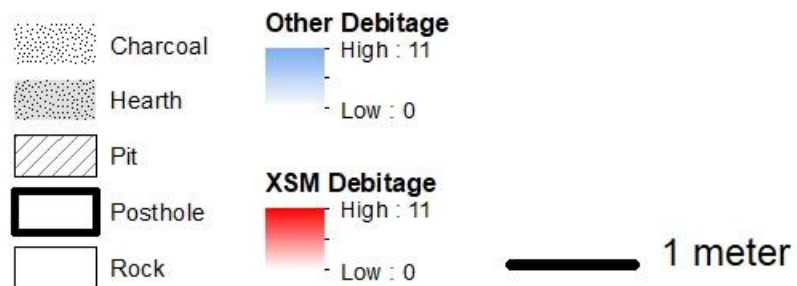 Charcoal
Hearth
Pit
Posthole
Rock
Other Debitage
High : 11
Low : 0
XSM Debitage
High : 11
Low : 0
1 meter